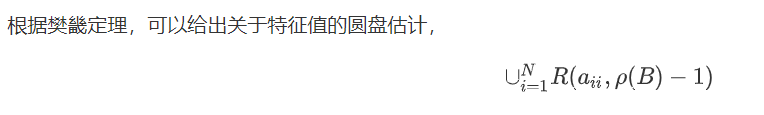 根据樊畿定理，可以给出关于特征值的圆盘估计，
∪_{i=1}^{N} R(a_{ii}, ρ(B) − 1)